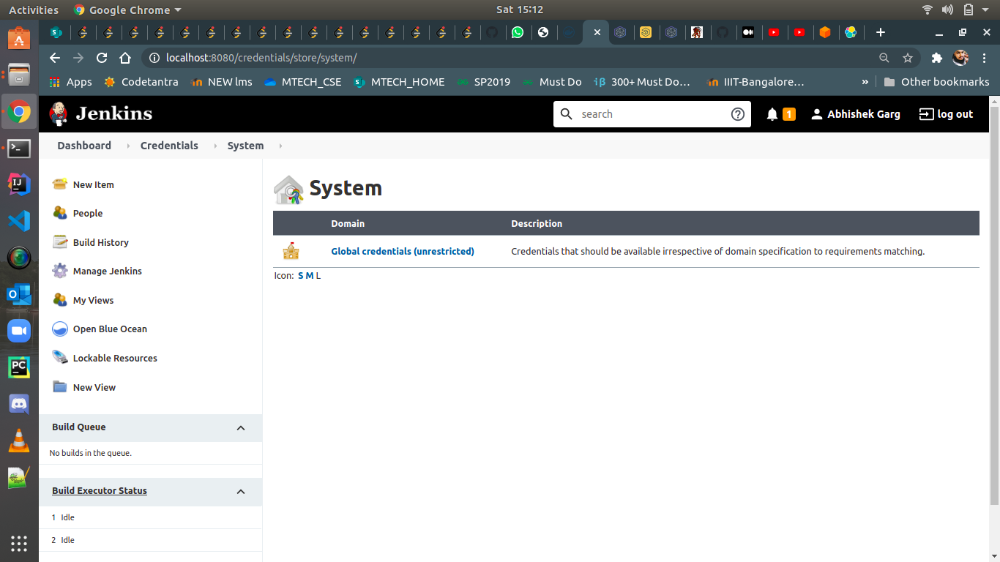 Activities Google Chrome Sat 15:12
localhost:8080/credentials/store/system/
Apps Codetantra NEW lms MTECH_CSE MTECH_HOME SP2019 Must Do 300+ Must Do… IIIT-Bangalore… » Other bookmarks
Jenkins search 1 Abhishek Garg log out
Dashboard Credentials System
New Item
People
Build History
Manage Jenkins
My Views
Open Blue Ocean
Lockable Resources
New View
Build Queue
No builds in the queue.
Build Executor Status
1 Idle
2 Idle
System
Domain Description
Global credentials (unrestricted) Credentials that should be available irrespective of domain specification to requirements matching.
Icon: S M L